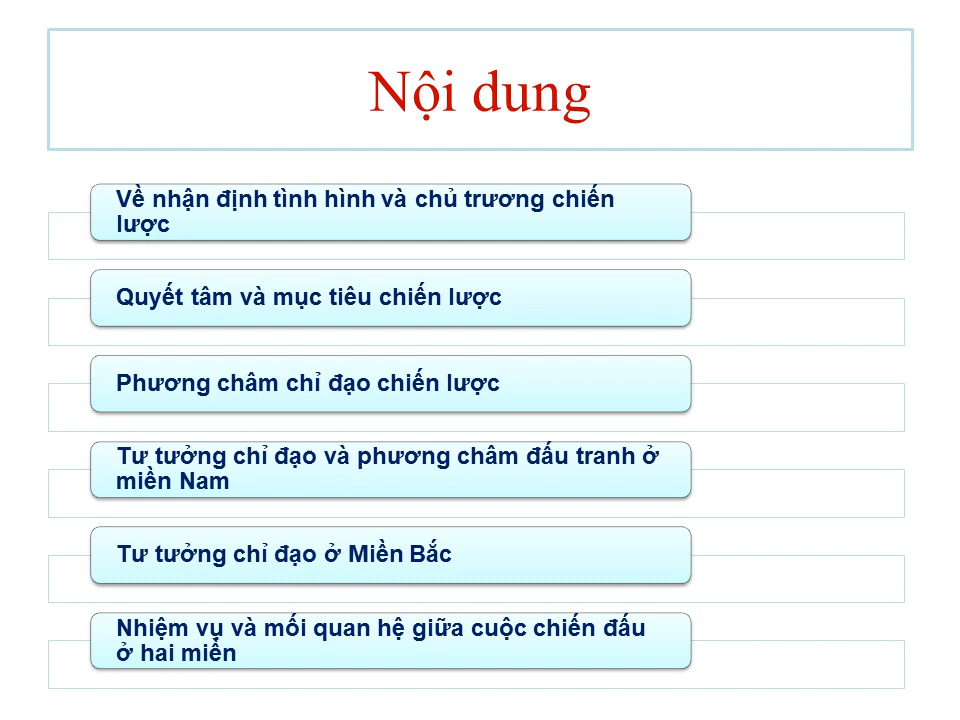 Nội dung
Về nhận định tình hình và chủ trương chiến
lược
Quyết tâm và mục tiêu chiến lược
Phương châm chỉ đạo chiến lược
Tư tưởng chỉ đạo và phương châm đấu tranh ở
miền Nam
Tư tưởng chỉ đạo ở Miền Bắc
Nhiệm vụ và mối quan hệ giữa cuộc chiến đấu
ở hai miền